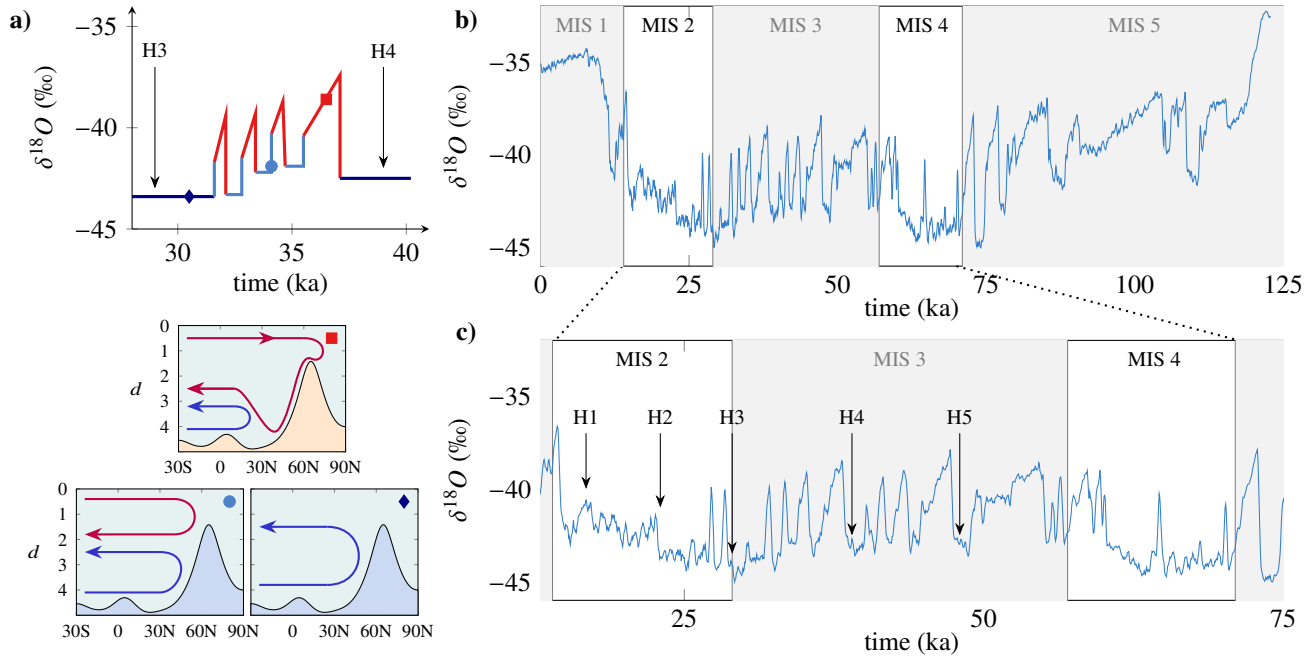 a)
δ¹⁸O (‰)
−35
−40
−45
H3
H4
30
35
40
time (ka)
d
0
1
2
3
4
30S
0
30N
60N
90N
d
0
1
2
3
4
30S
0
30N
60N
90N
30S
0
30N
60N
90N
b)
δ¹⁸O (‰)
−35
−40
−45
MIS 1
MIS 2
MIS 3
MIS 4
MIS 5
0
25
50
75
100
125
time (ka)
c)
δ¹⁸O (‰)
−35
−40
−45
MIS 2
MIS 3
MIS 4
H1
H2
H3
H4
H5
25
50
75
time (ka)